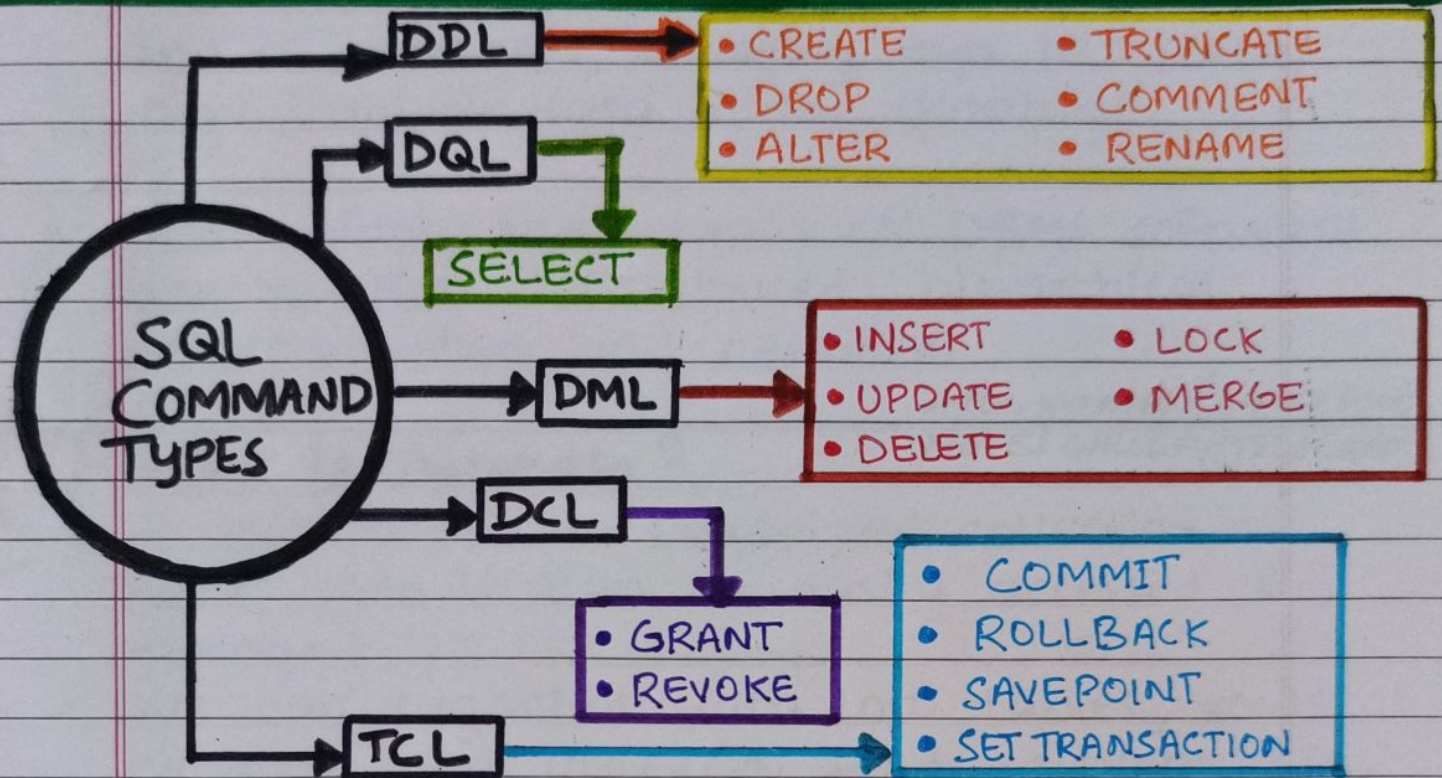 DDL
• CREATE
• DROP
• ALTER
• TRUNCATE
• COMMENT
• RENAME
DQL
SELECT
SQL
COMMAND
TYPES
DML
• INSERT
• UPDATE
• DELETE
• LOCK
• MERGE
DCL
• GRANT
• REVOKE
TCL
• COMMIT
• ROLLBACK
• SAVEPOINT
• SET TRANSACTION